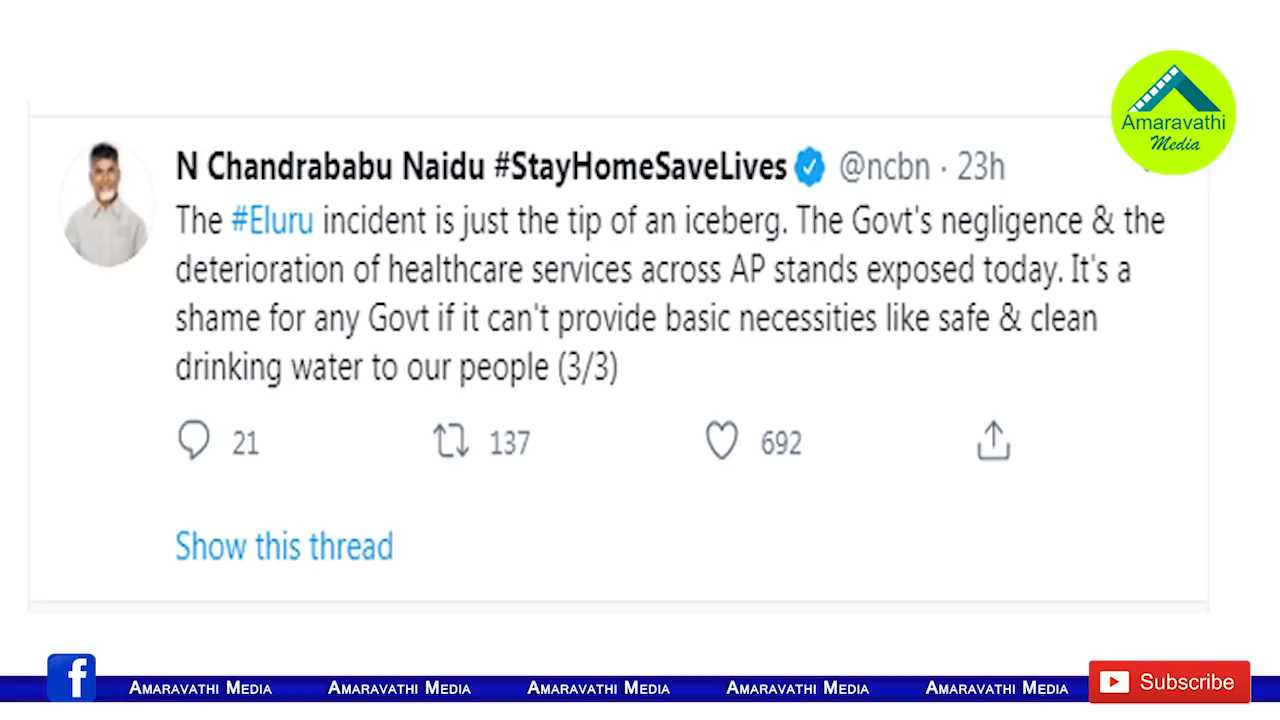 Amaravathi
Media
N Chandrababu Naidu #StayHomeSaveLives @ncbn · 23h
The #Eluru incident is just the tip of an iceberg. The Govt's negligence & the
deterioration of healthcare services across AP stands exposed today. It's a
shame for any Govt if it can't provide basic necessities like safe & clean
drinking water to our people (3/3)
21 137 692
Show this thread
f AMARAVATHI MEDIA AMARAVATHI MEDIA AMARAVATHI MEDIA AMARAVATHI MEDIA AMARAVATHI MEDIA Subscribe